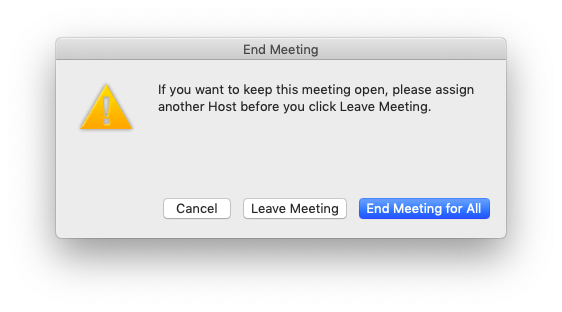 End Meeting
If you want to keep this meeting open, please assign
another Host before you click Leave Meeting.
Cancel
Leave Meeting
End Meeting for All